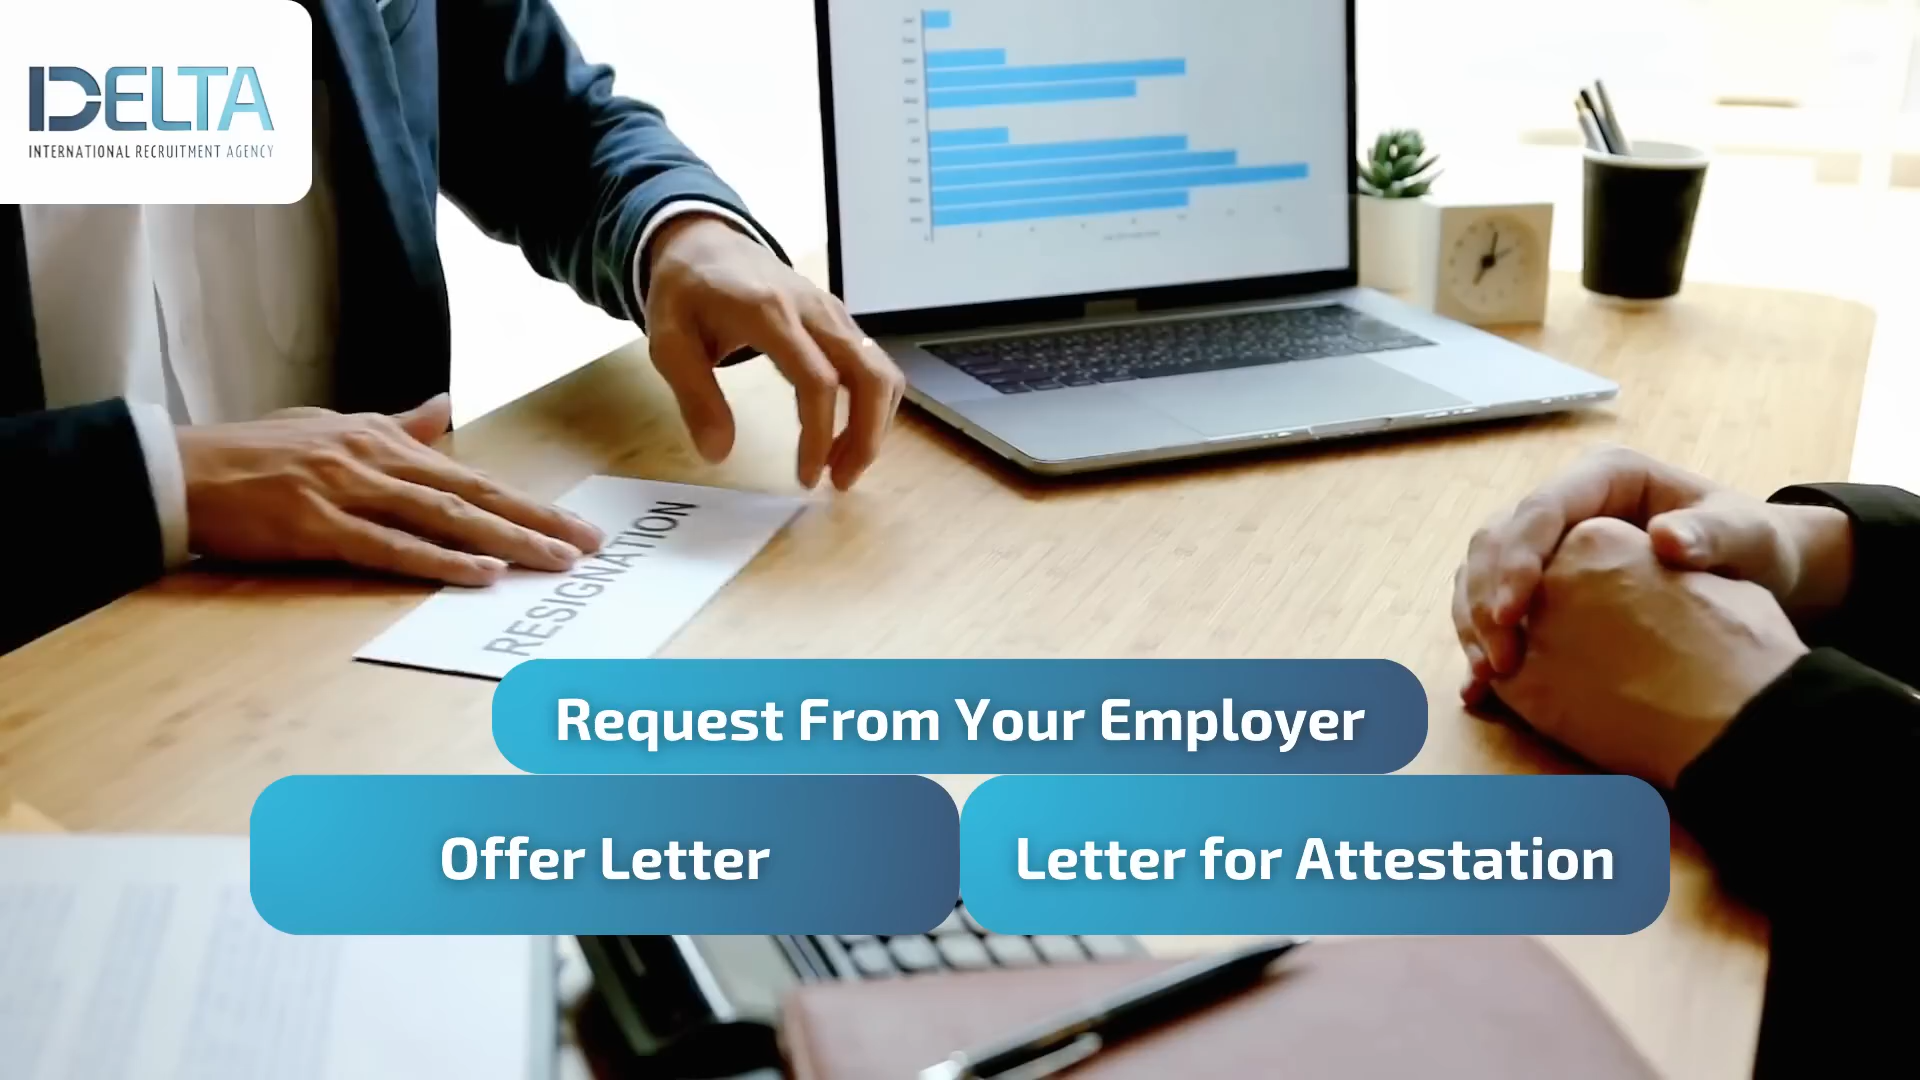 DELTA
INTERNATIONAL RECRUITMENT AGENCY
RESIGNATION
Request From Your Employer
Offer Letter
Letter for Attestation